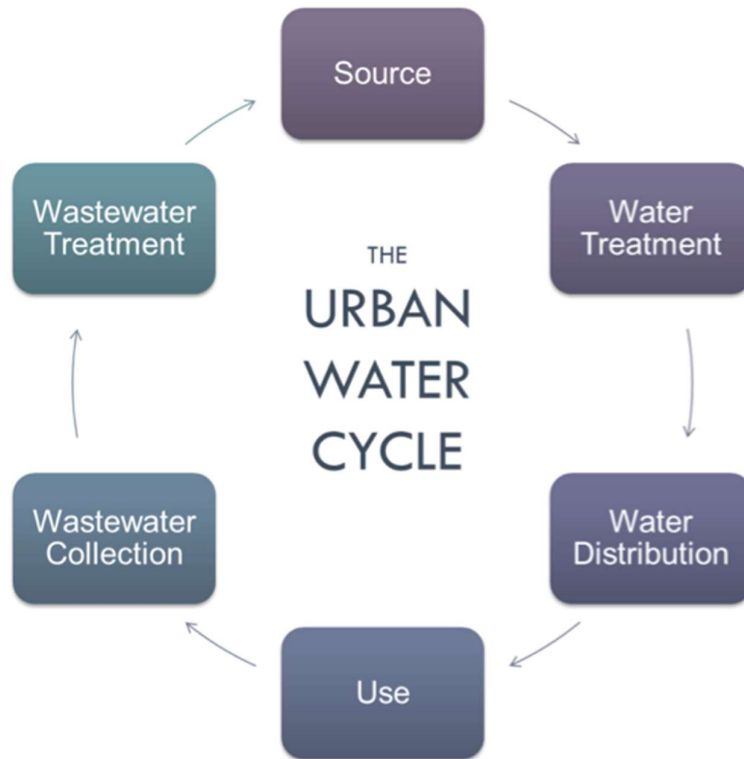 Source
Water
Treatment
Water
Distribution
Use
Wastewater
Collection
Wastewater
Treatment
THE
URBAN
WATER
CYCLE